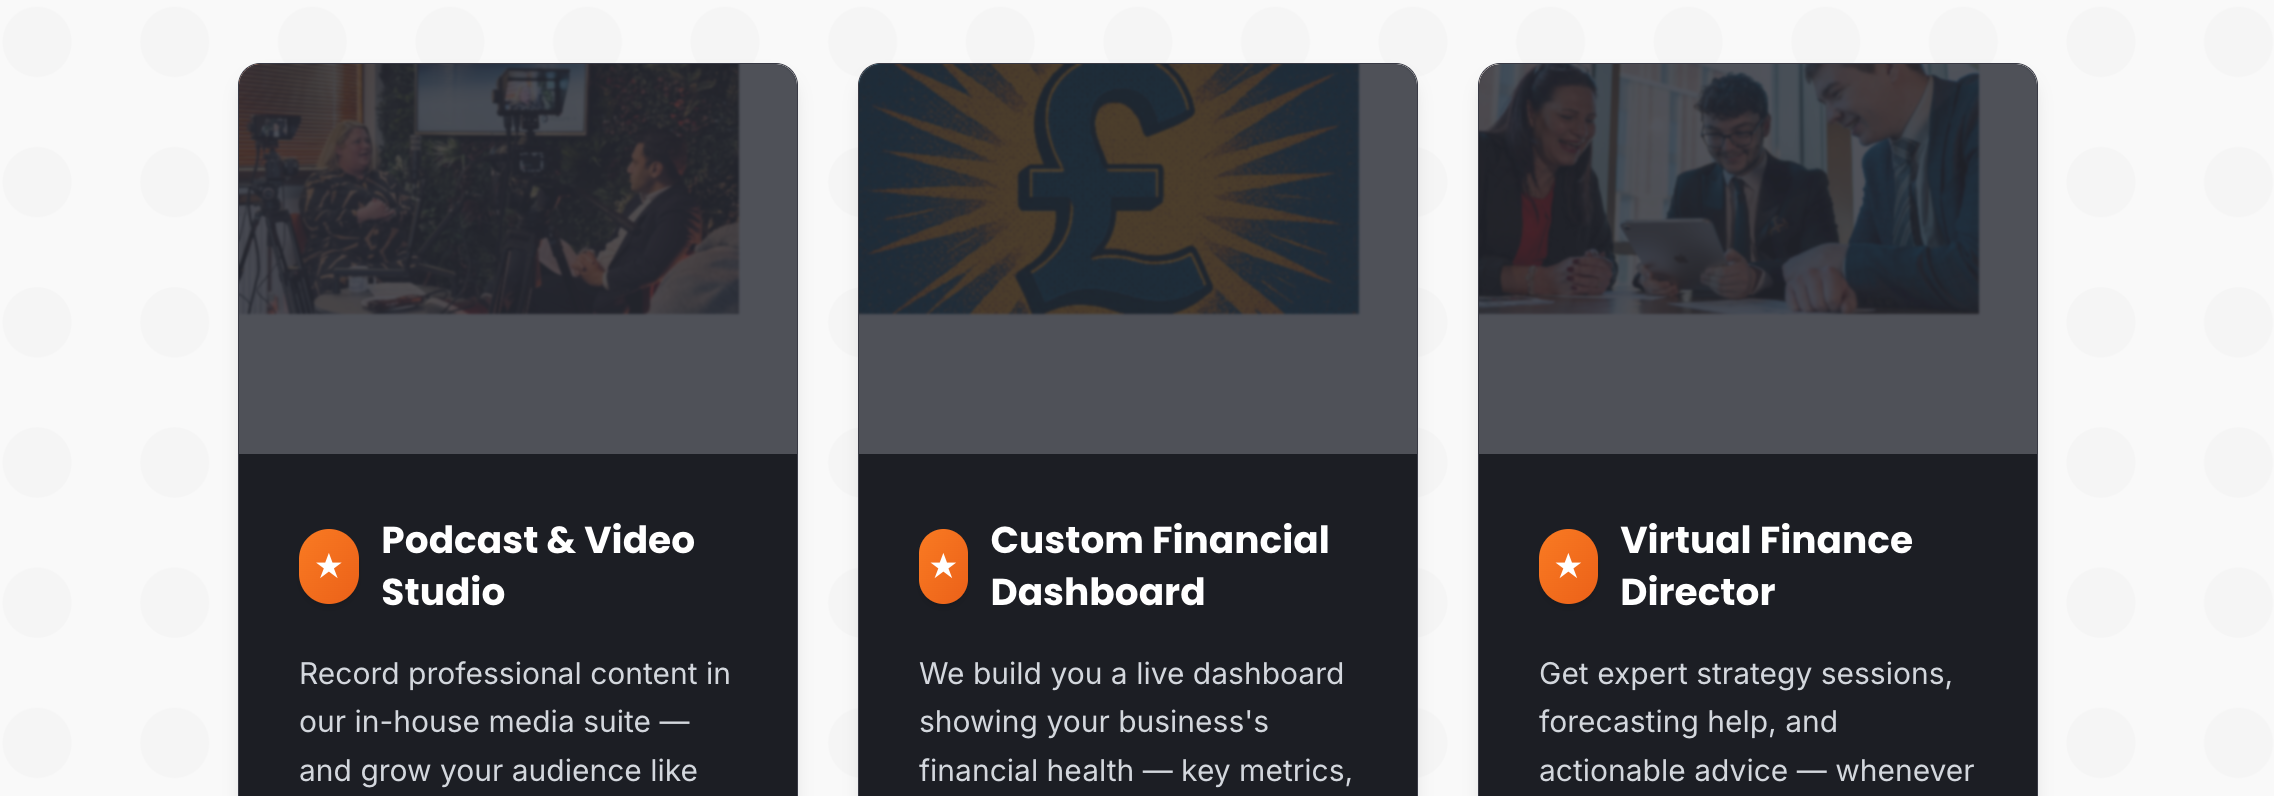 Podcast & Video
Studio
Record professional content in
our in-house media suite —
and grow your audience like
Custom Financial
Dashboard
We build you a live dashboard
showing your business's
financial health — key metrics,
Virtual Finance
Director
Get expert strategy sessions,
forecasting help, and
actionable advice — whenever